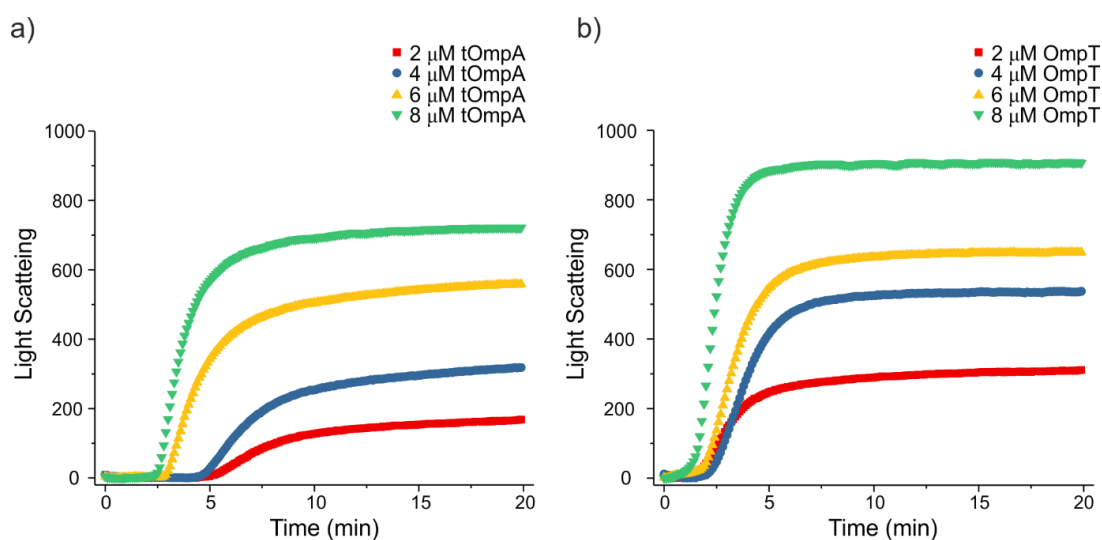 a)
2 μM tOmpA
4 μM tOmpA
6 μM tOmpA
8 μM tOmpA
1000
800
600
400
200
0
Light Scatteing
0 5 10 15 20
Time (min)
b)
2 μM OmpT
4 μM OmpT
6 μM OmpT
8 μM OmpT
1000
800
600
400
200
0
Light Scatteing
0 5 10 15 20
Time (min)